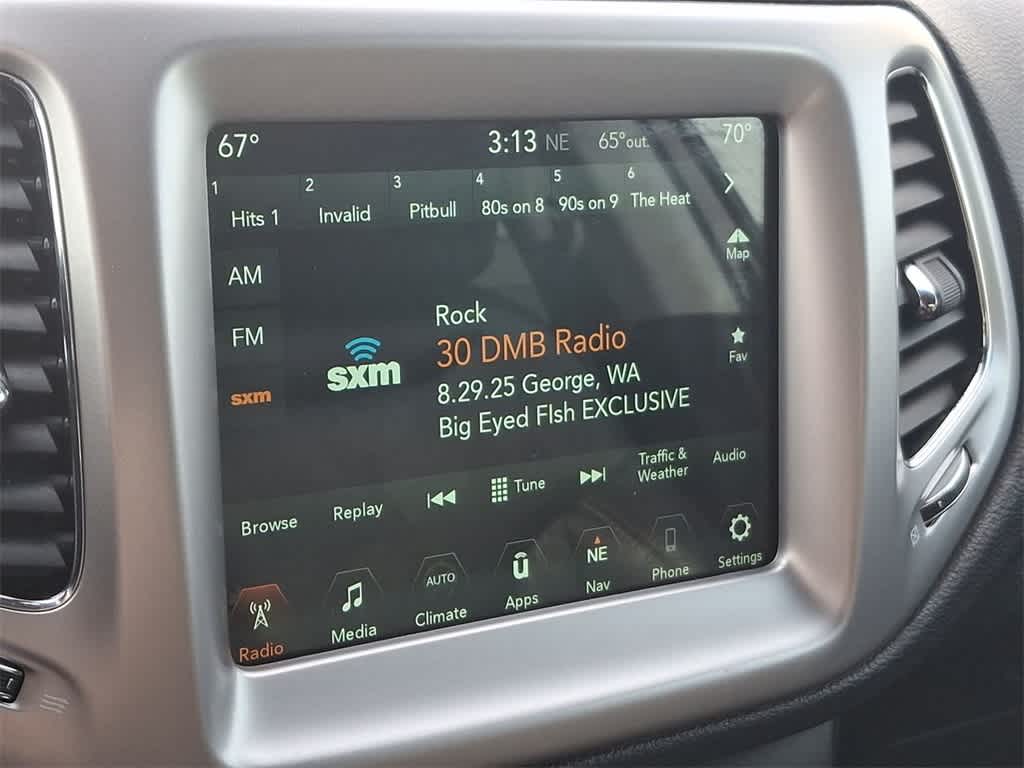 67° 3:13 NE 65°out. 70°
1 2 3 4 5 6
Hits 1 Invalid Pitbull 80s on 8 90s on 9 The Heat
AM
Map
FM
Rock
sxm
sxm
30 DMB Radio
Fav
8.29.25 George, WA
Big Eyed FIsh EXCLUSIVE
Browse Replay Tune Traffic &
Weather Audio
AUTO
NE
Radio Media Climate Apps Nav Phone Settings